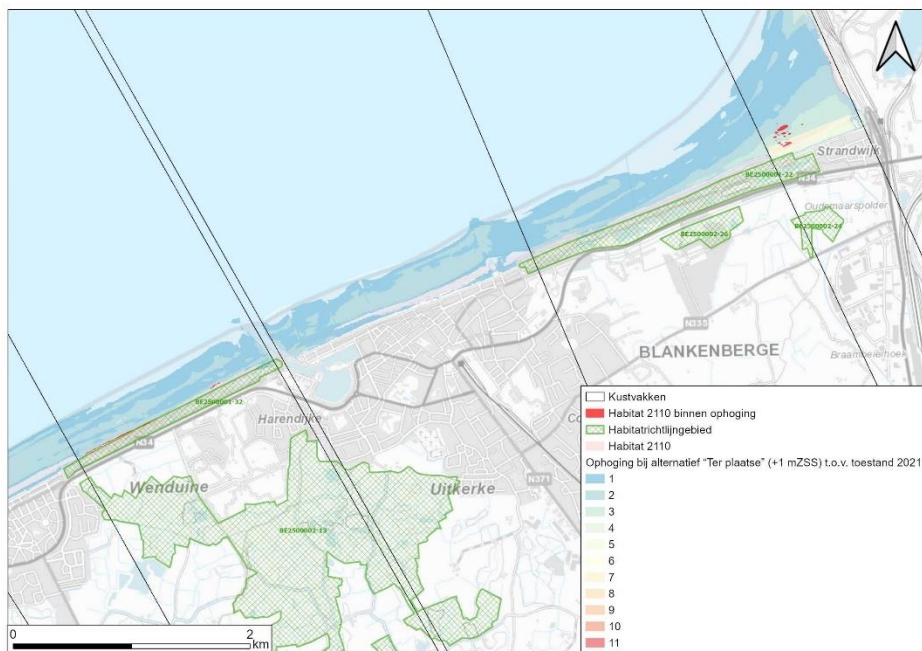 Strandwijk
BE2500001-22
N34
Oudemaarspolder
BE2500002-26
BE2500002-24
N335
BLANKENBERGE
Braambeierhoek
BE2500001-32
Harendijke
N34
Wenduine
Uitkerke
N371
BE2500002-13
Kustvakken
Habitat 2110 binnen ophoging
Habitatrichtlijngebied
Habitat 2110
Ophoging bij alternatief "Ter plaatse" (+1 mZSS) t.o.v. toestand 2021
1
2
3
4
5
6
7
8
9
10
11
0 2
km